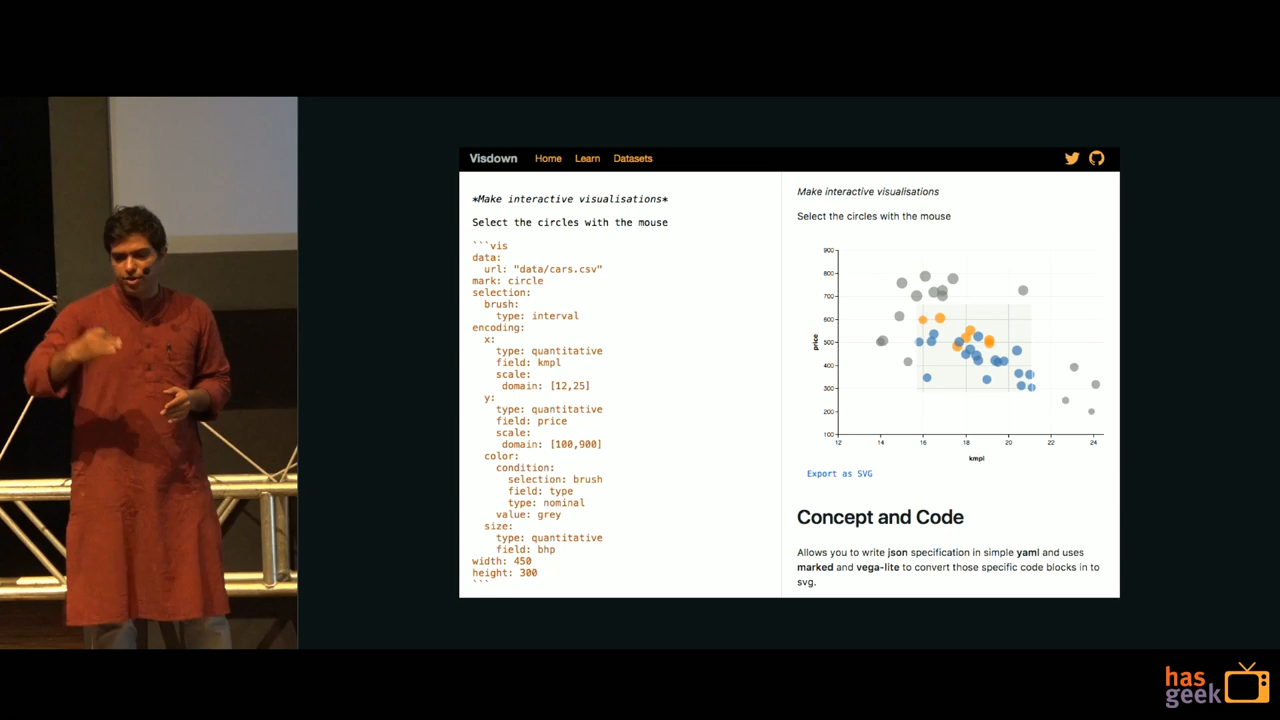 Visdown Home Learn Datasets
*Make interactive visualisations*
Select the circles with the mouse
```vis
data:
url: "data/cars.csv"
mark: circle
selection:
brush:
type: interval
encoding:
x:
type: quantitative
field: kmpl
scale:
domain: [12,25]
y:
type: quantitative
field: price
scale:
domain: [100,900]
color:
condition:
selection: brush
field: type
type: nominal
value: grey
size:
type: quantitative
field: bhp
width: 450
height: 300
```
Make interactive visualisations
Select the circles with the mouse
900
800
700
600
500
400
300
200
100
price
12 14 16 18 20 22 24
kmpl
Export as SVG
Concept and Code
Allows you to write json specification in simple yaml and uses
marked and vega-lite to convert those specific code blocks in to
svg.
has
geek